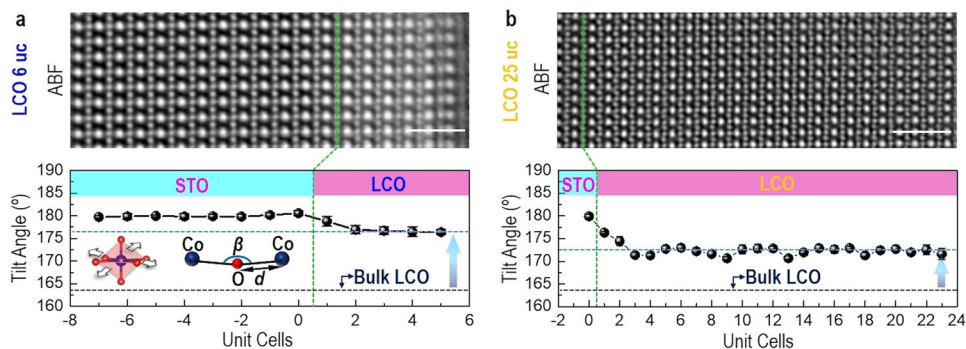 a
LCO 6 uc
ABF
190
185
180
175
170
165
160
Tilt Angle (º)
STO
LCO
Co
β
Co
O
d
Bulk LCO
-8
-6
-4
-2
0
2
4
6
Unit Cells
b
LCO 25 uc
ABF
190
185
180
175
170
165
160
Tilt Angle (º)
STO
LCO
Bulk LCO
-2
0
2
4
6
8
10
12
14
16
18
20
22
24
Unit Cells